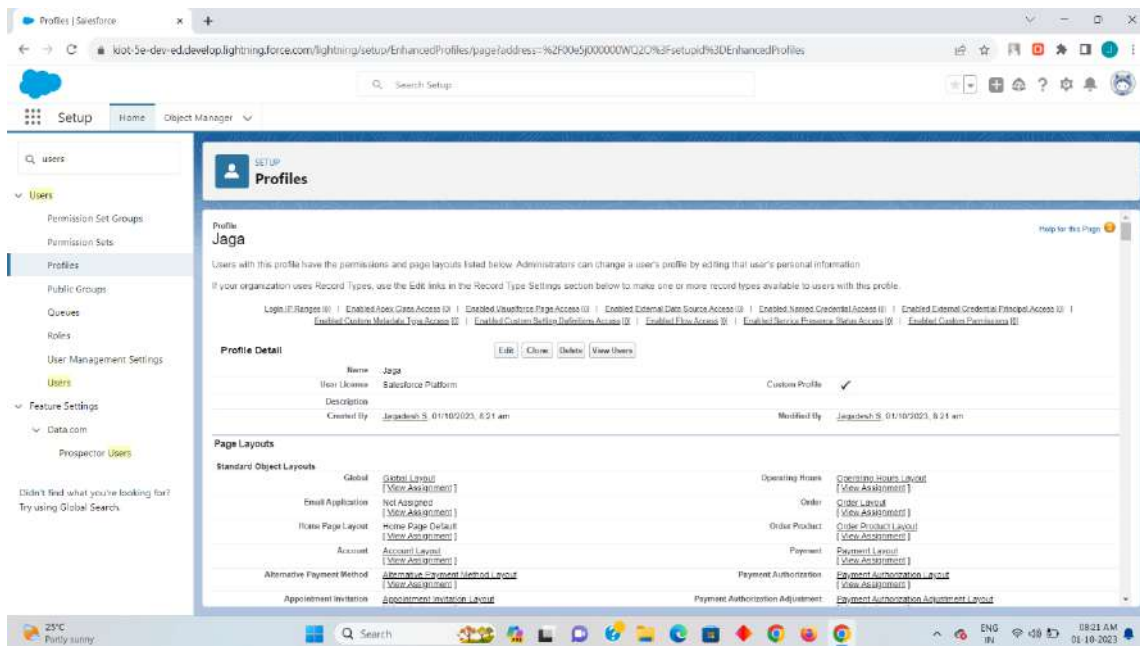 Profiles | Salesforce
kiot-5e-dev-ed.develop.lightning.force.com/lightning/setup/EnhancedProfiles/page?address=%2F00e5j000000WQ2O%3Fsetupid%3DEnhancedProfiles
Search Setup
Setup Home Object Manager
users
SETUP
Profiles
Users
Permission Set Groups
Permission Sets
Profiles
Public Groups
Queues
Roles
User Management Settings
Users
Feature Settings
Data.com
Prospector Users
Didn't find what you're looking for?
Try using Global Search.
Profile
Jaga
Help for this Page
Users with this profile have the permissions and page layouts listed below. Administrators can change a user's profile by editing that user's personal information.
If your organization uses Record Types, use the Edit links in the Record Type Settings section below to make one or more record types available to users with this profile.
Login IP Ranges [0] | Enabled Apex Class Access [0] | Enabled Visualforce Page Access [0] | Enabled External Data Source Access [0] | Enabled Named Credential Access [0] | Enabled External Credential Principal Access [0] |
Enabled Custom Metadata Type Access [0] | Enabled Custom Setting Definitions Access [0] | Enabled Flow Access [0] | Enabled Service Presence Status Access [0] | Enabled Custom Permissions [0]
Profile Detail Edit Clone Delete View Users
Name Jaga
User License Salesforce Platform Custom Profile ✓
Description
Created By Jagadesh S, 01/10/2023, 8:21 am Modified By Jagadesh S, 01/10/2023, 8:21 am
Page Layouts
Standard Object Layouts
Global Global Layout Operating Hours Operating Hours Layout
[ View Assignment ] [ View Assignment ]
Email Application Not Assigned Order Order Layout
[ View Assignment ] [ View Assignment ]
Home Page Layout Home Page Default Order Product Order Product Layout
[ View Assignment ] [ View Assignment ]
Account Account Layout Payment Payment Layout
[ View Assignment ] [ View Assignment ]
Alternative Payment Method Alternative Payment Method Layout Payment Authorization Payment Authorization Layout
[ View Assignment ] [ View Assignment ]
Appointment Invitation Appointment Invitation Layout Payment Authorization Adjustment Payment Authorization Adjustment Layout
25°C
Partly sunny
Search
ENG
IN
08:21 AM
01-10-2023